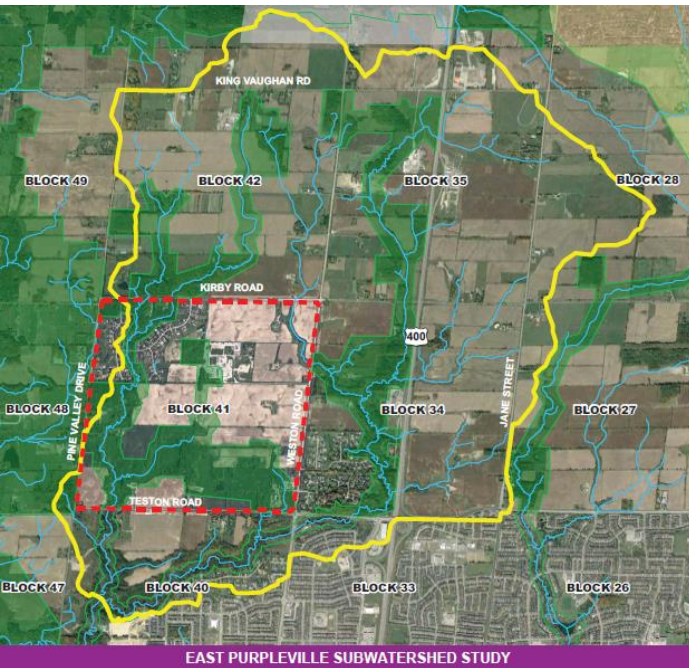 KING VAUGHAN RD
BLOCK 49
BLOCK 42
BLOCK 35
BLOCK 28
KIRBY ROAD
400
PINE VALLEY DRIVE
BLOCK 48
BLOCK 41
WESTON ROAD
BLOCK 34
JANE STREET
BLOCK 27
TESTON ROAD
BLOCK 47
BLOCK 40
BLOCK 33
BLOCK 26
EAST PURPLEVILLE SUBWATERSHED STUDY